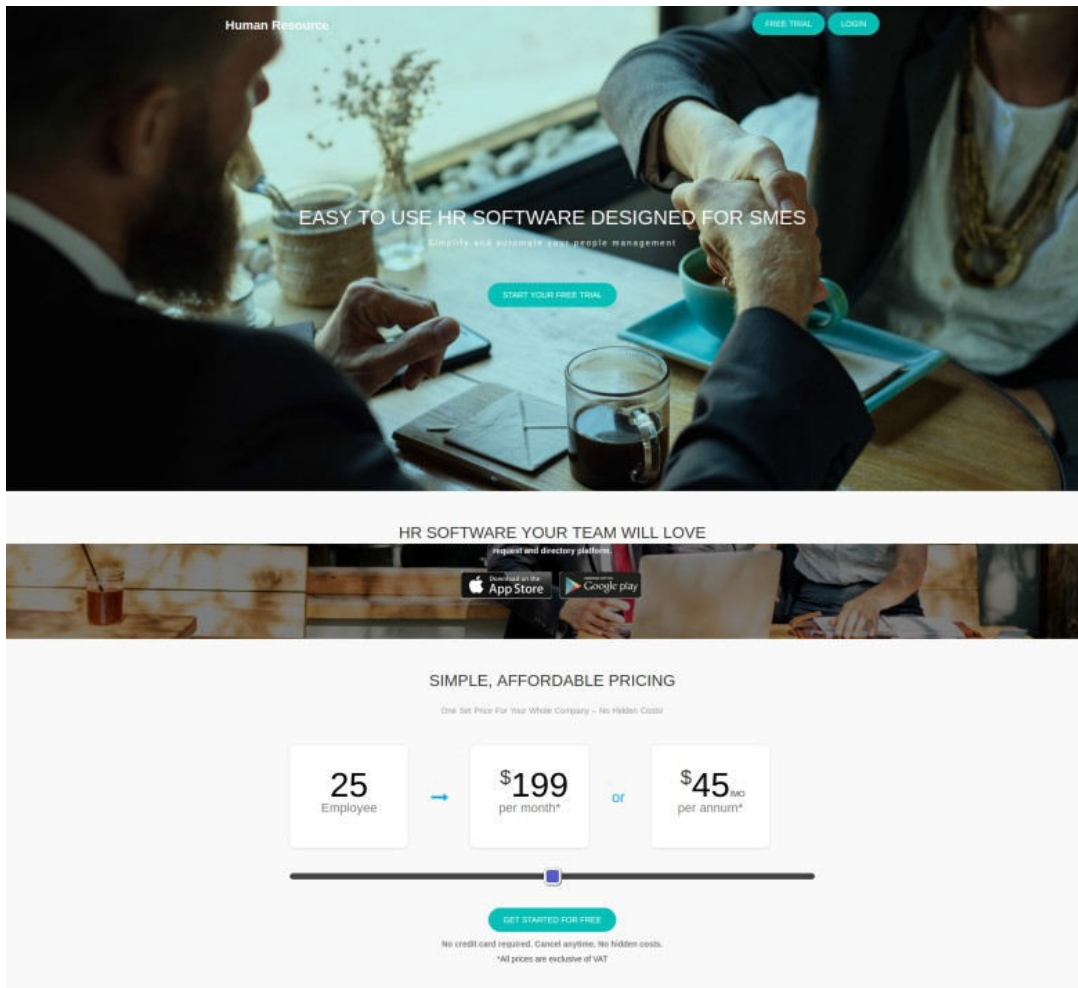 Human Resource
FREE TRIAL
LOGIN
EASY TO USE HR SOFTWARE DESIGNED FOR SMES
Simplify and automate your people management
START YOUR FREE TRIAL
HR SOFTWARE YOUR TEAM WILL LOVE
request and directory platform.
Download on the
App Store
Google play
SIMPLE, AFFORDABLE PRICING
One Set Price For Your Whole Company – No Hidden Costs!
25
Employee
$199
per month*
or
$45 /MO
per annum*
GET STARTED FOR FREE
No credit card required. Cancel anytime. No hidden costs.
*All prices are exclusive of VAT